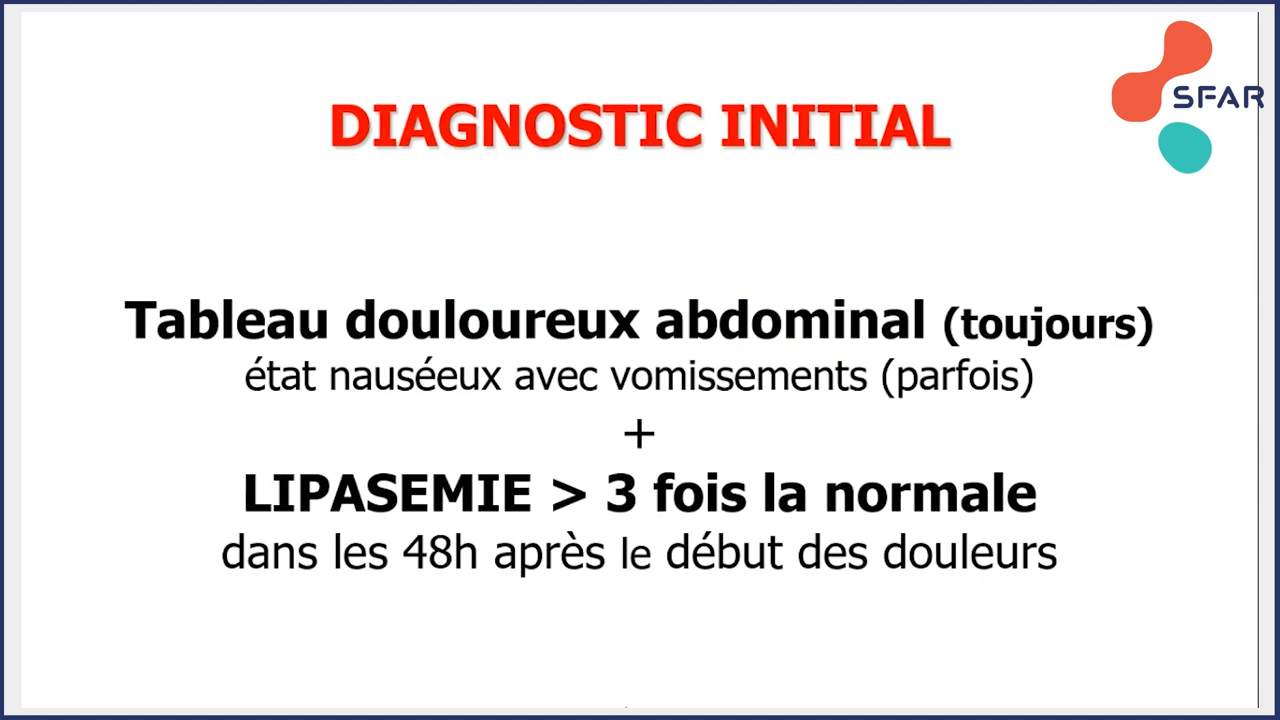 SFAR
DIAGNOSTIC INITIAL
Tableau douloureux abdominal (toujours)
état nauséeux avec vomissements (parfois)
+
LIPASEMIE > 3 fois la normale
dans les 48h après le début des douleurs